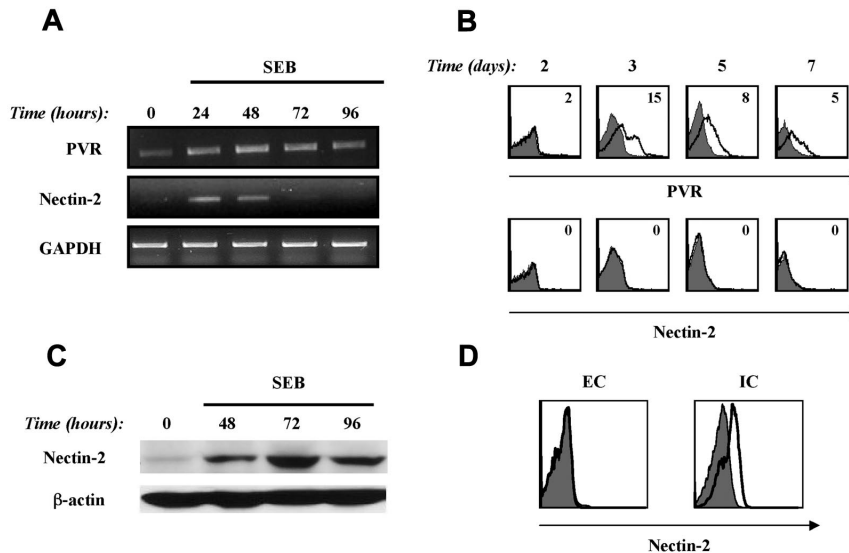 A
SEB
Time (hours): 0 24 48 72 96
PVR
Nectin-2
GAPDH
B
Time (days): 2 3 5 7
2 15 8 5
PVR
0 0 0 0
Nectin-2
C
SEB
Time (hours): 0 48 72 96
Nectin-2
β-actin
D
EC IC
Nectin-2